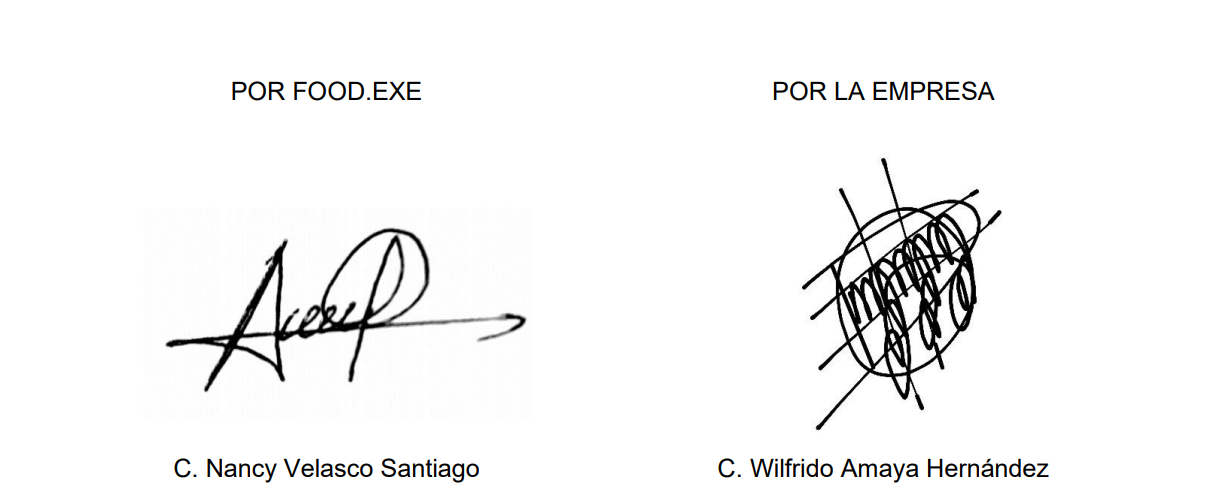 POR FOOD.EXE
POR LA EMPRESA
C. Nancy Velasco Santiago
C. Wilfrido Amaya Hernández